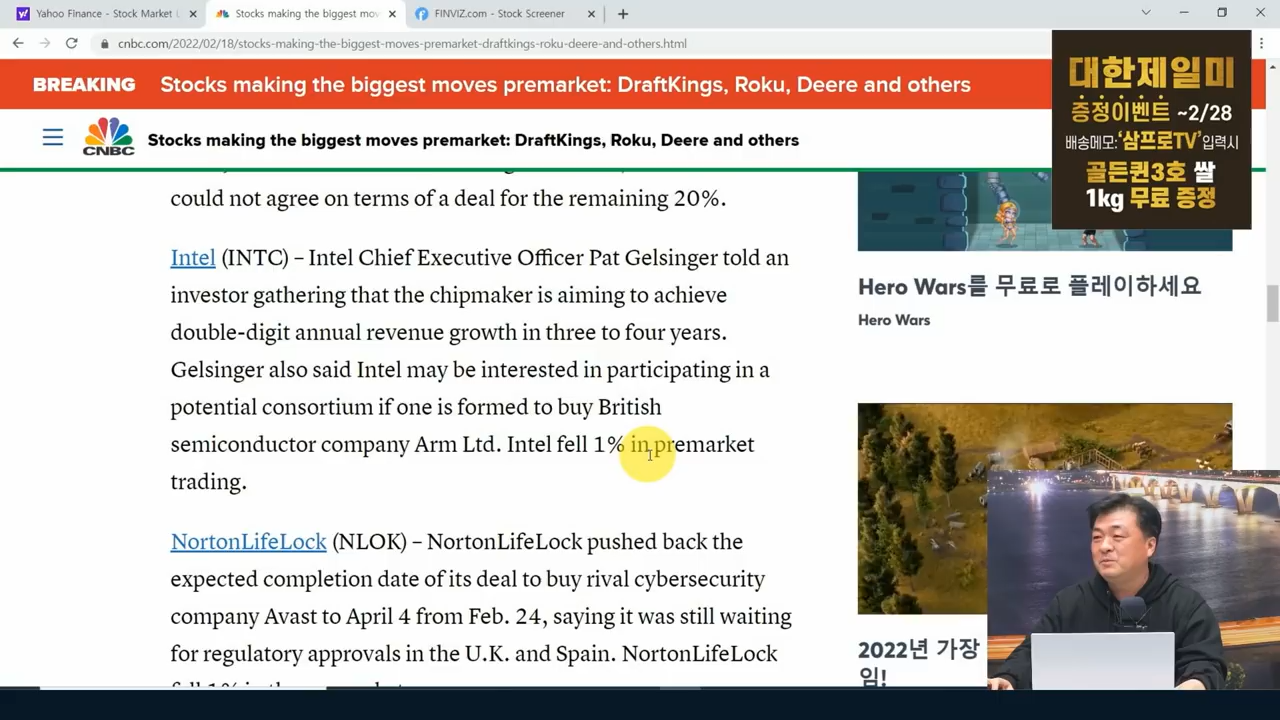 Yahoo Finance - Stock Market
Stocks making the biggest mov
FINVIZ.com - Stock Screener
cnbc.com/2022/02/18/stocks-making-the-biggest-moves-premarket-draftkings-roku-deere-and-others.html
BREAKING
Stocks making the biggest moves premarket: DraftKings, Roku, Deere and others
CNBC
Stocks making the biggest moves premarket: DraftKings, Roku, Deere and others
could not agree on terms of a deal for the remaining 20%.
Intel (INTC) – Intel Chief Executive Officer Pat Gelsinger told an
investor gathering that the chipmaker is aiming to achieve
double-digit annual revenue growth in three to four years.
Gelsinger also said Intel may be interested in participating in a
potential consortium if one is formed to buy British
semiconductor company Arm Ltd. Intel fell 1% in premarket
trading.
NortonLifeLock (NLOK) – NortonLifeLock pushed back the
expected completion date of its deal to buy rival cybersecurity
company Avast to April 4 from Feb. 24, saying it was still waiting
for regulatory approvals in the U.K. and Spain. NortonLifeLock
대한제일미
증정이벤트 ~2/28
배송메모:'삼프로TV'입력시
골든퀸3호 쌀
1kg 무료 증정
Hero Wars를 무료로 플레이하세요
Hero Wars
2022년 가장
임!